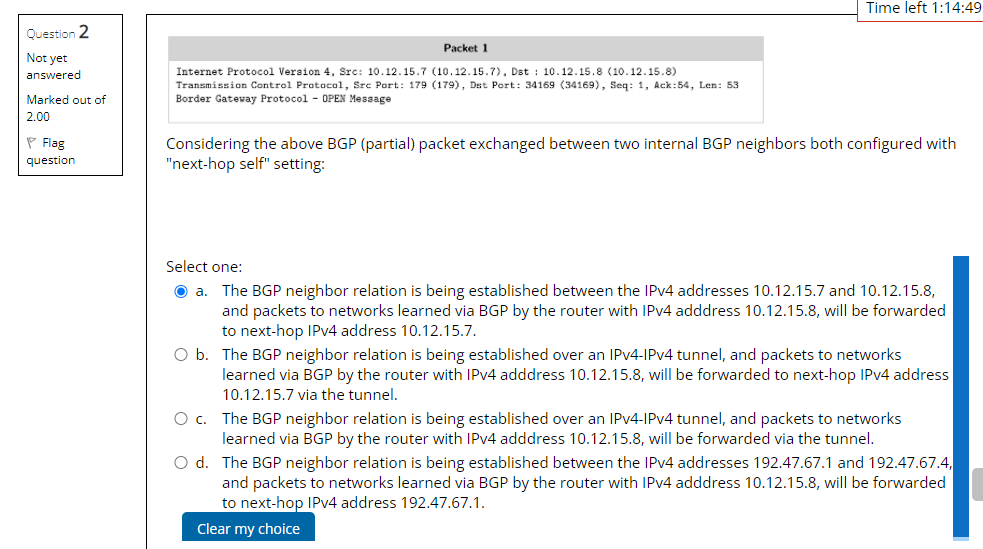 Time left 1:14:49
Question 2
Not yet
answered
Marked out of
2.00
Flag
question
Packet 1
Internet Protocol Version 4, Src: 10.12.15.7 (10.12.15.7), Dst : 10.12.15.8 (10.12.15.8)
Transmission Control Protocol, Src Port: 179 (179), Dst Port: 34169 (34169), Seq: 1, Ack:54, Len: 53
Border Gateway Protocol - OPEN Message
Considering the above BGP (partial) packet exchanged between two internal BGP neighbors both configured with
"next-hop self" setting:
Select one:
a. The BGP neighbor relation is being established between the IPv4 addresses 10.12.15.7 and 10.12.15.8,
and packets to networks learned via BGP by the router with IPv4 adddress 10.12.15.8, will be forwarded
to next-hop IPv4 address 10.12.15.7.
b. The BGP neighbor relation is being established over an IPv4-IPv4 tunnel, and packets to networks
learned via BGP by the router with IPv4 adddress 10.12.15.8, will be forwarded to next-hop IPv4 address
10.12.15.7 via the tunnel.
c. The BGP neighbor relation is being established over an IPv4-IPv4 tunnel, and packets to networks
learned via BGP by the router with IPv4 adddress 10.12.15.8, will be forwarded via the tunnel.
d. The BGP neighbor relation is being established between the IPv4 addresses 192.47.67.1 and 192.47.67.4,
and packets to networks learned via BGP by the router with IPv4 adddress 10.12.15.8, will be forwarded
to next-hop IPv4 address 192.47.67.1.
Clear my choice